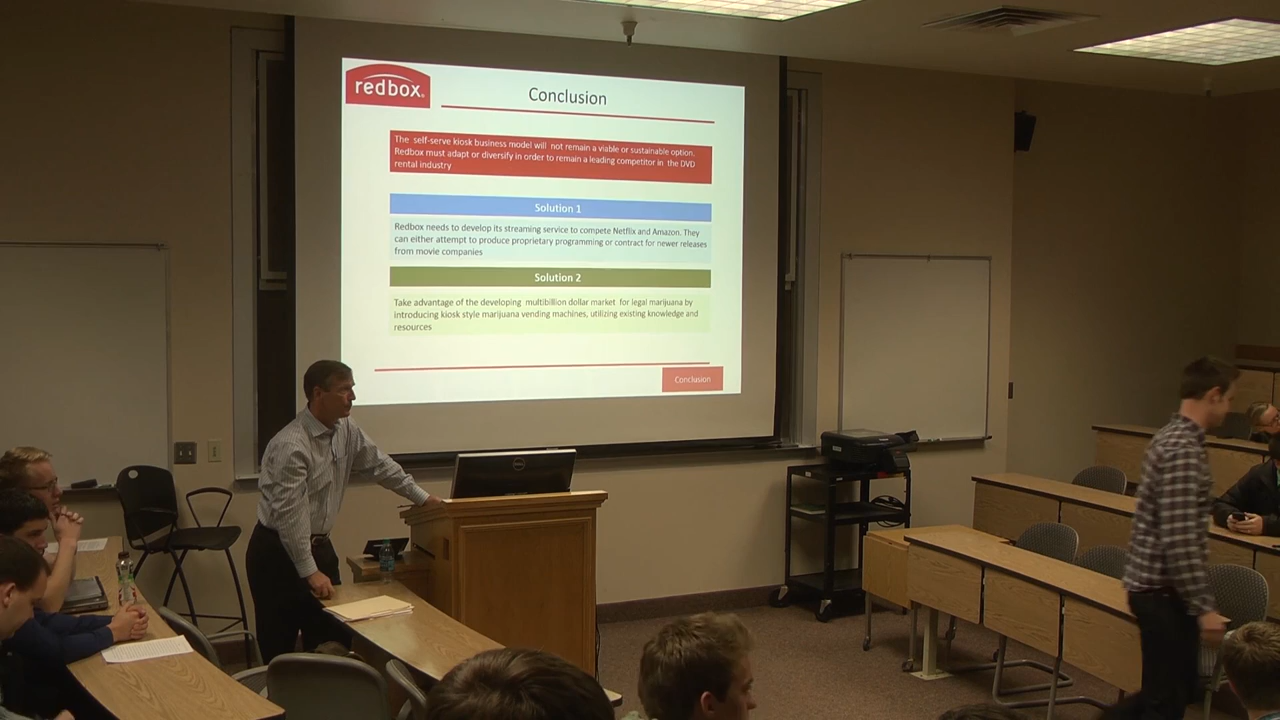 redbox.
Conclusion
The self-serve kiosk business model will not remain a viable or sustainable option,
Redbox must adapt or diversify in order to remain a leading competitor in the DVD
rental industry
Solution 1
Redbox needs to develop its streaming service to compete Netflix and Amazon. They
can either attempt to produce proprietary programming or contract for newer releases
from movie companies
Solution 2
Take advantage of the developing multibillion dollar market for legal marijuana by
introducing kiosk style marijuana vending machines, utilizing existing knowledge and
resources
Conclusion
DELL